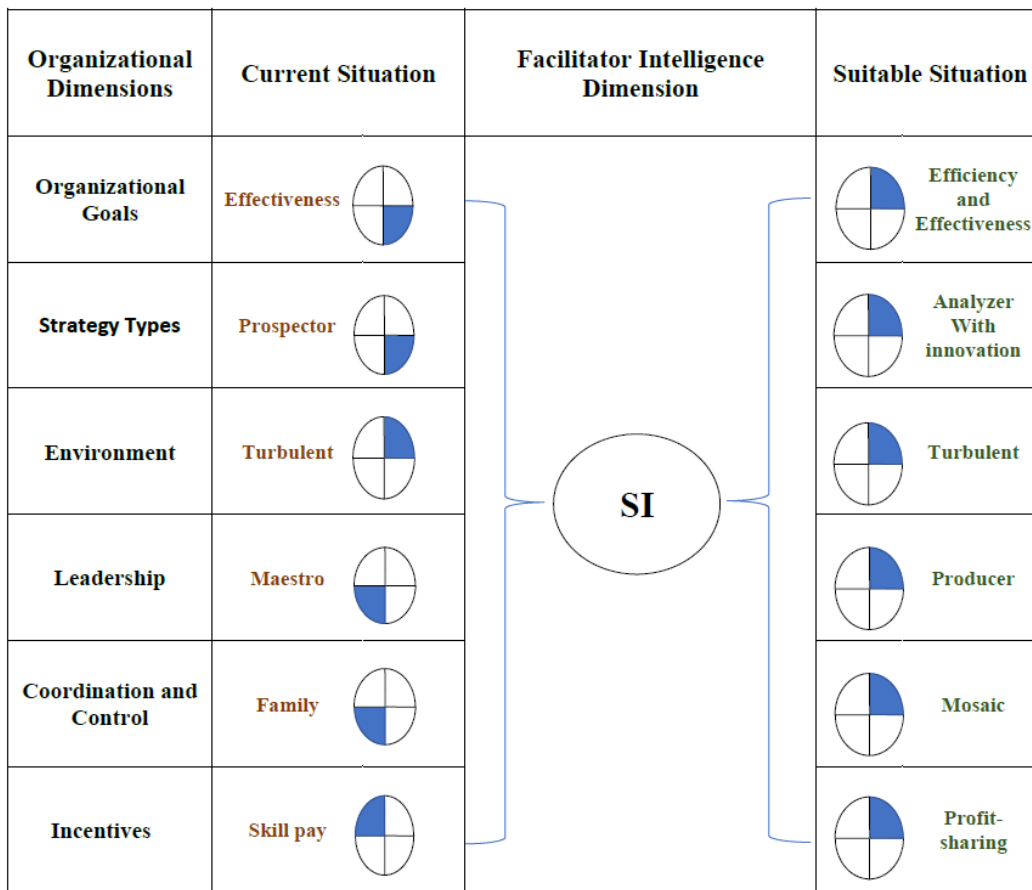 Organizational
Dimensions
Current Situation
Facilitator Intelligence
Dimension
Suitable Situation
Organizational
Goals
Effectiveness
Efficiency
and
Effectiveness
Strategy Types
Prospector
Analyzer
With
innovation
Environment
Turbulent
Turbulent
SI
Leadership
Maestro
Producer
Coordination and
Control
Family
Mosaic
Incentives
Skill pay
Profit-
sharing